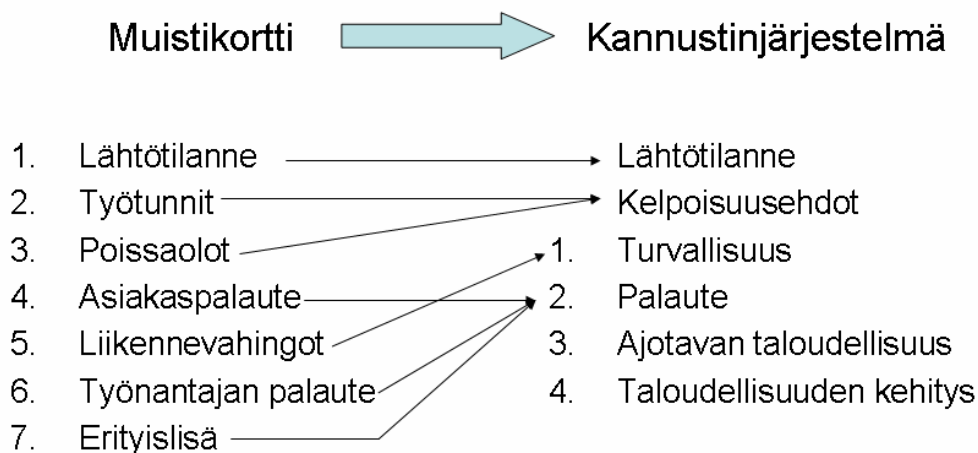 Muistikortti Kannustinjärjestelmä
1. Lähtötilanne Lähtötilanne
2. Työtunnit Kelpoisuusehdot
3. Poissaolot 1. Turvallisuus
4. Asiakaspalaute 2. Palaute
5. Liikennevahingot 3. Ajotavan taloudellisuus
6. Työnantajan palaute 4. Taloudellisuuden kehitys
7. Erityislisä